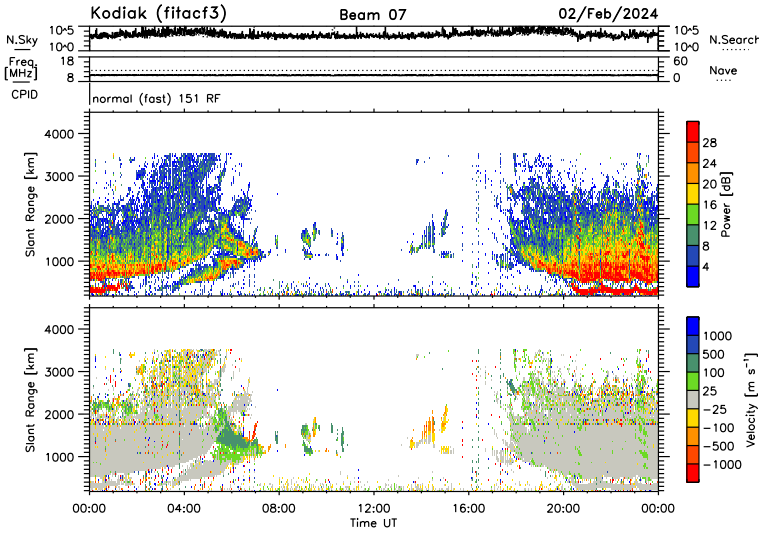 Kodiak (fitacf3) Beam 07 02/Feb/2024
N.Sky 10^5 10^0 10^5 10^0 N.Search
Freq. [MHz] 18 8 60 0 Nave
CPID normal (fast) 151 RF
Slant Range [km] 4000 3000 2000 1000
28 24 20 16 12 8 4 Power [dB]
Slant Range [km] 4000 3000 2000 1000
1000 500 100 25 -25 -100 -500 -1000 Velocity [m s⁻¹]
00:00 04:00 08:00 12:00 16:00 20:00 00:00
Time UT